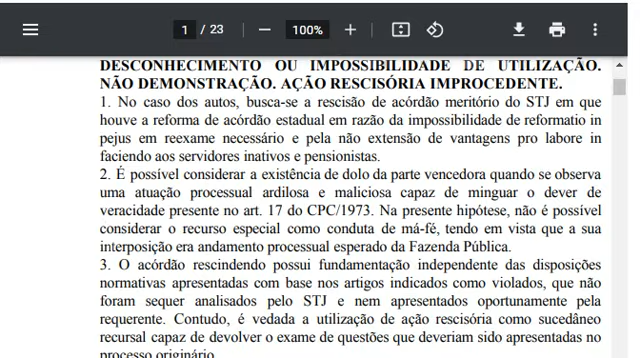 1 / 23 100%
DESCONHECIMENTO OU IMPOSSIBILIDADE DE UTILIZAÇÃO.
NÃO DEMONSTRAÇÃO. AÇÃO RESCISÓRIA IMPROCEDENTE.
1. No caso dos autos, busca-se a rescisão de acórdão meritório do STJ em que
houve a reforma de acórdão estadual em razão da impossibilidade de reformatio in
pejus em reexame necessário e pela não extensão de vantagens pro labore in
faciendo aos servidores inativos e pensionistas.
2. É possível considerar a existência de dolo da parte vencedora quando se observa
uma atuação processual ardilosa e maliciosa capaz de minguar o dever de
veracidade presente no art. 17 do CPC/1973. Na presente hipótese, não é possível
considerar o recurso especial como conduta de má-fé, tendo em vista que a sua
interposição era andamento processual esperado da Fazenda Pública.
3. O acórdão rescindendo possui fundamentação independente das disposições
normativas apresentadas com base nos artigos indicados como violados, que não
foram sequer analisados pelo STJ e nem apresentados oportunamente pela
requerente. Contudo, é vedada a utilização de ação rescisória como sucedâneo
recursal capaz de devolver o exame de questões que deveriam sido apresentadas no
processo originário.